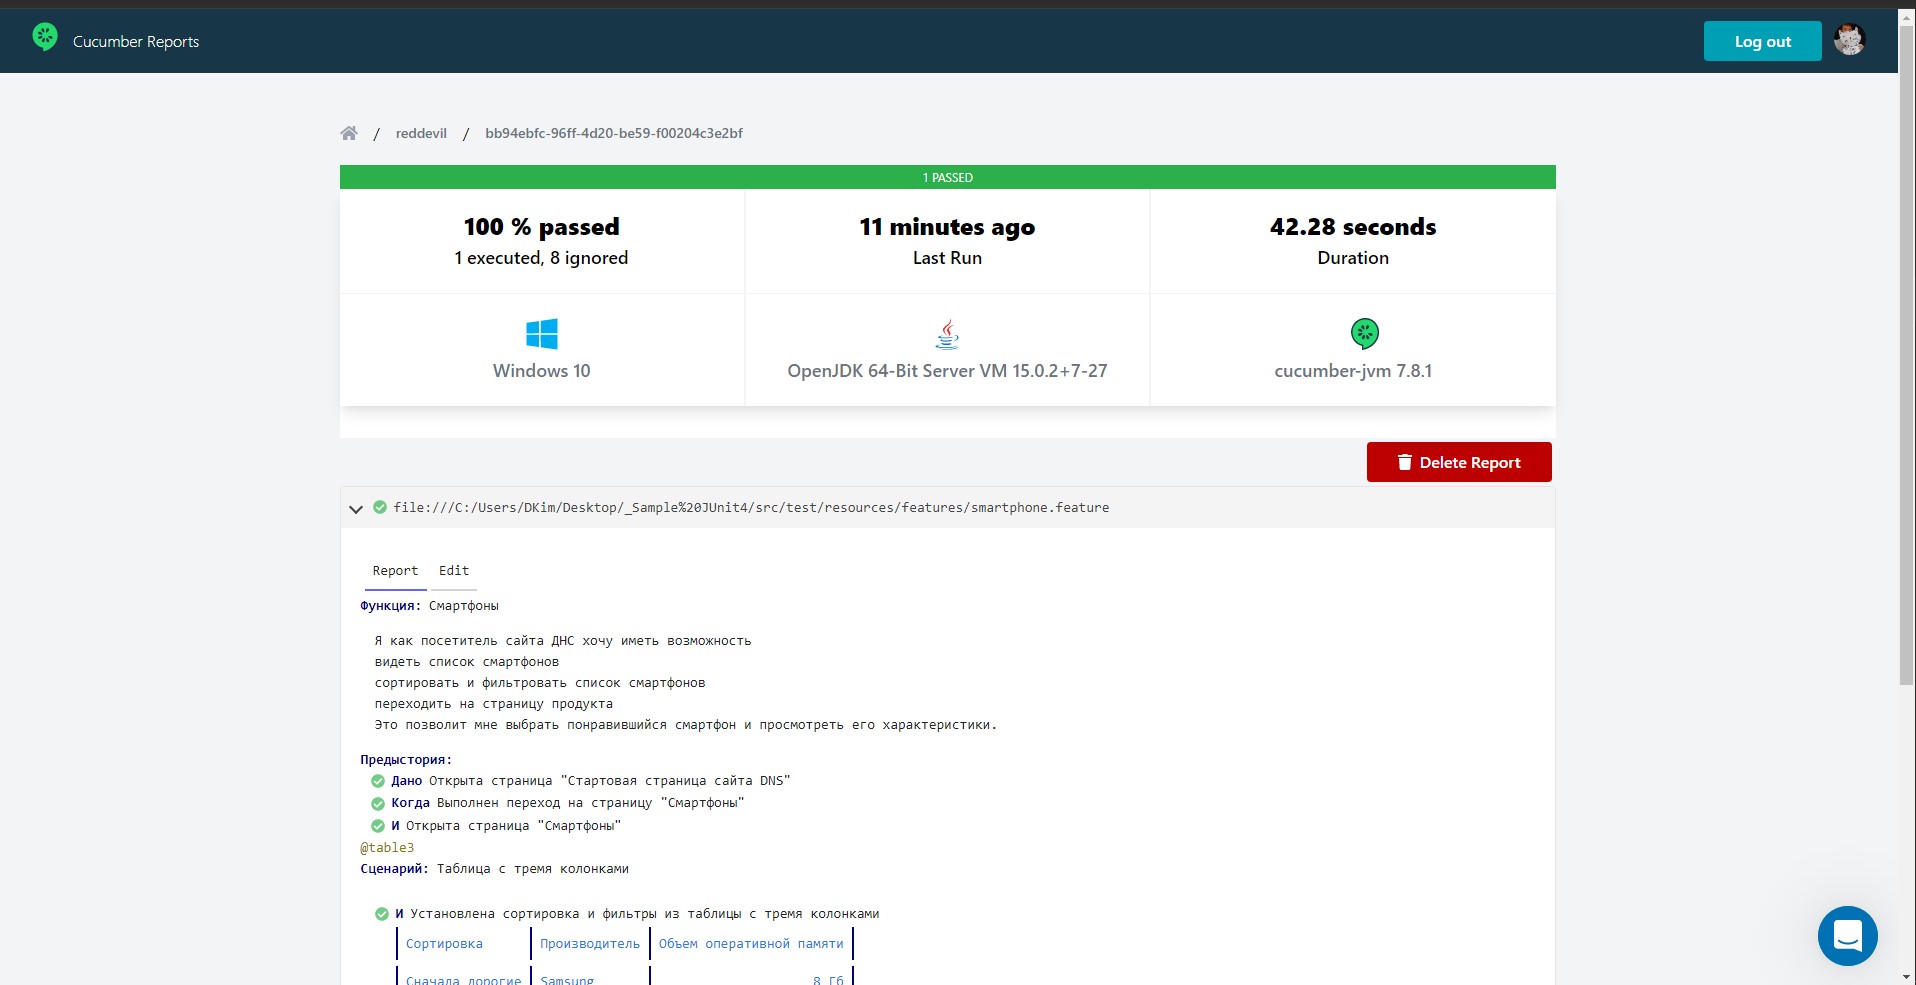 Cucumber Reports
Log out
/ reddevil / bb94ebfc-96ff-4d20-be59-f00204c3e2bf
1 PASSED
100 % passed
1 executed, 8 ignored
11 minutes ago
Last Run
42.28 seconds
Duration
Windows 10
OpenJDK 64-Bit Server VM 15.0.2+7-27
cucumber-jvm 7.8.1
Delete Report
file:///C:/Users/DKim/Desktop/_Sample%20JUnit4/src/test/resources/features/smartphone.feature
Report Edit
Функция: Смартфоны
Я как посетитель сайта ДНС хочу иметь возможность
видеть список смартфонов
сортировать и фильтровать список смартфонов
переходить на страницу продукта
Это позволит мне выбрать понравившийся смартфон и просмотреть его характеристики.
Предыстория:
Дано Открыта страница "Стартовая страница сайта DNS"
Когда Выполнен переход на страницу "Смартфоны"
И Открыта страница "Смартфоны"
@table3
Сценарий: Таблица с тремя колонками
И Установлена сортировка и фильтры из таблицы с тремя колонками
Сортировка Производитель Объем оперативной памяти
Сначала дорогие Samsung 8 Гб